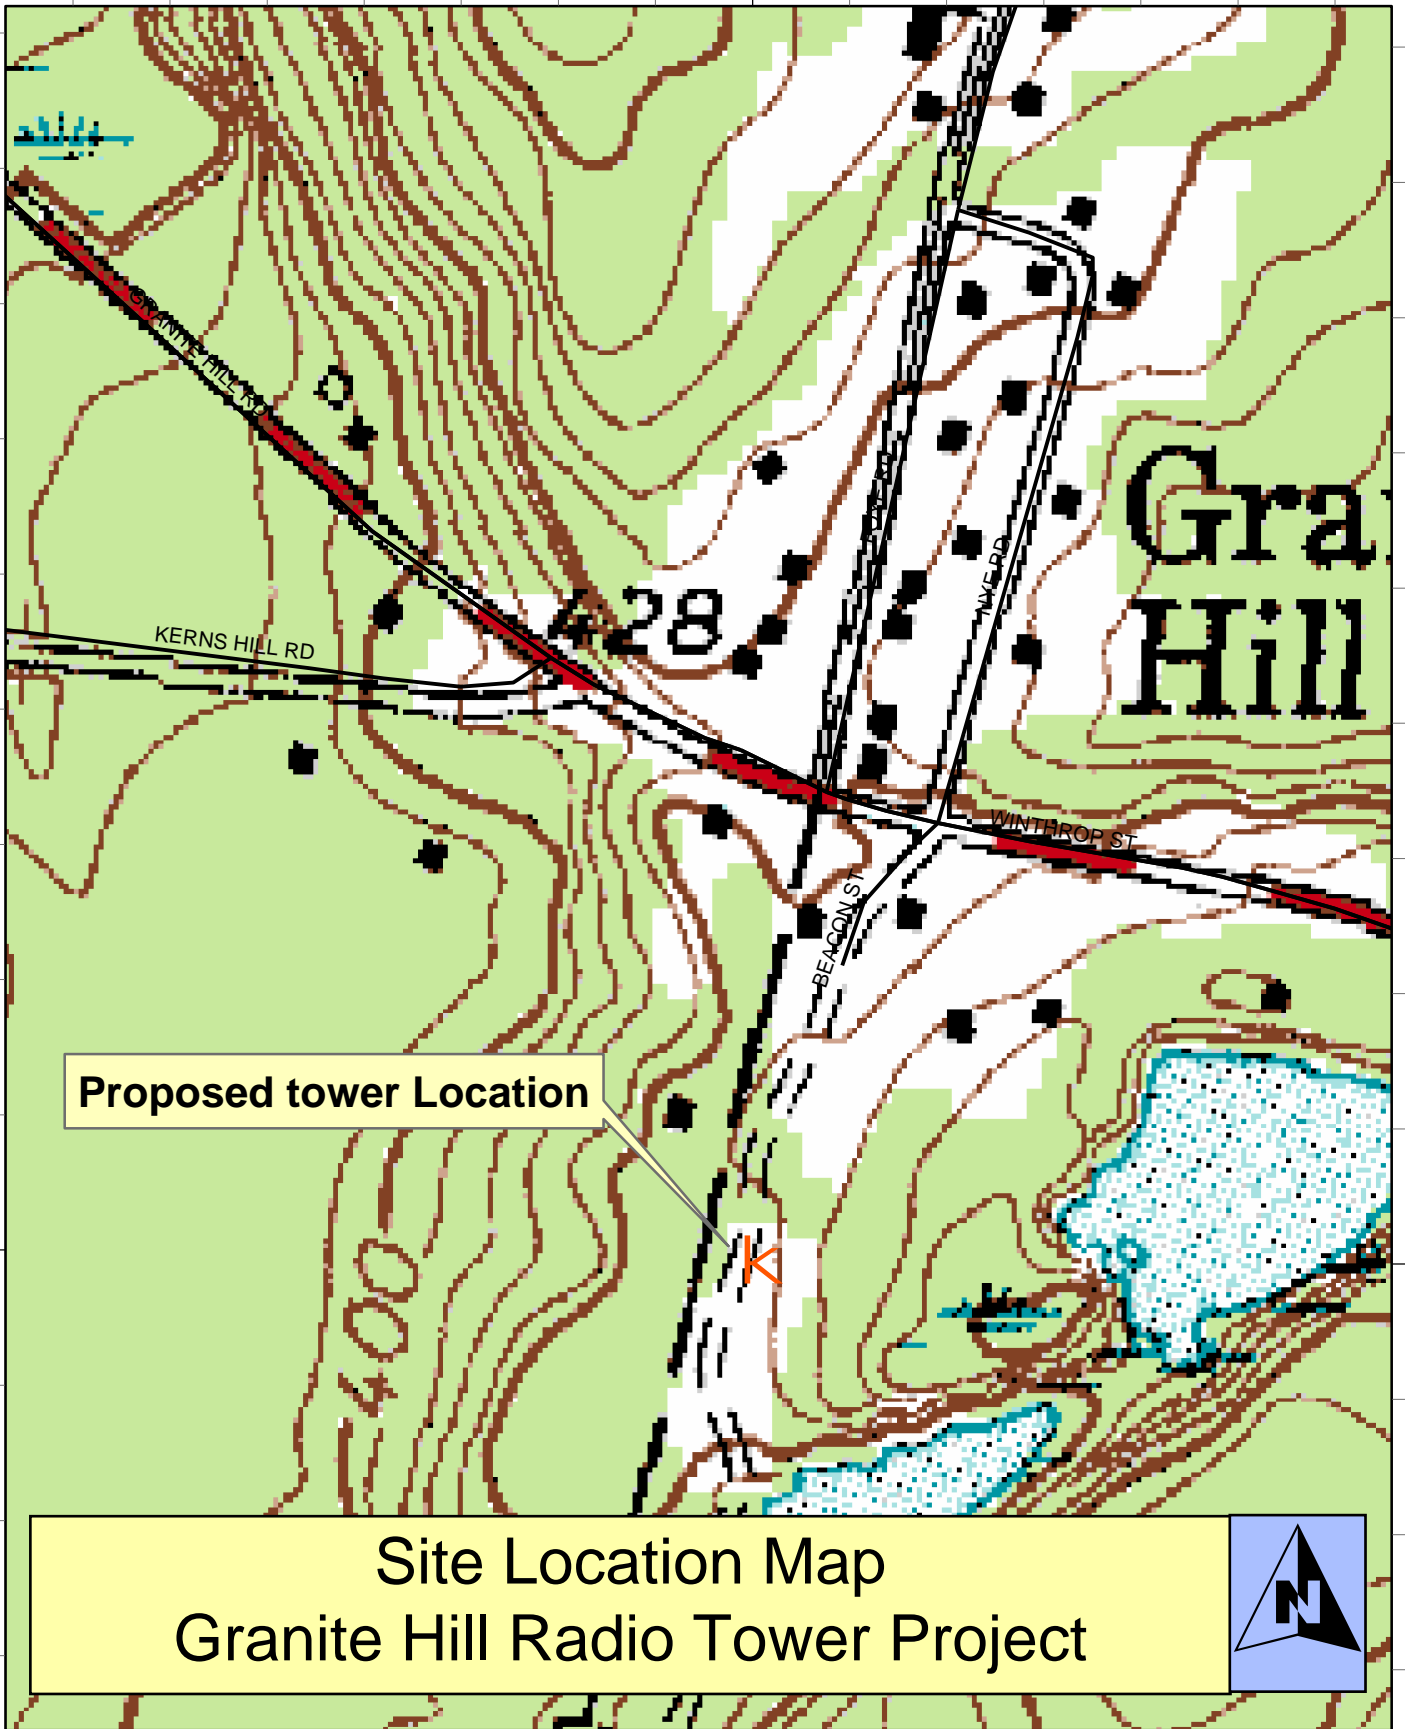 GRANITE HILL RD
KERNS HILL RD
428
NYE RD
Gra
Hill
WINTHROP ST
BEACON ST
Proposed tower Location
400
Site Location Map
Granite Hill Radio Tower Project
N